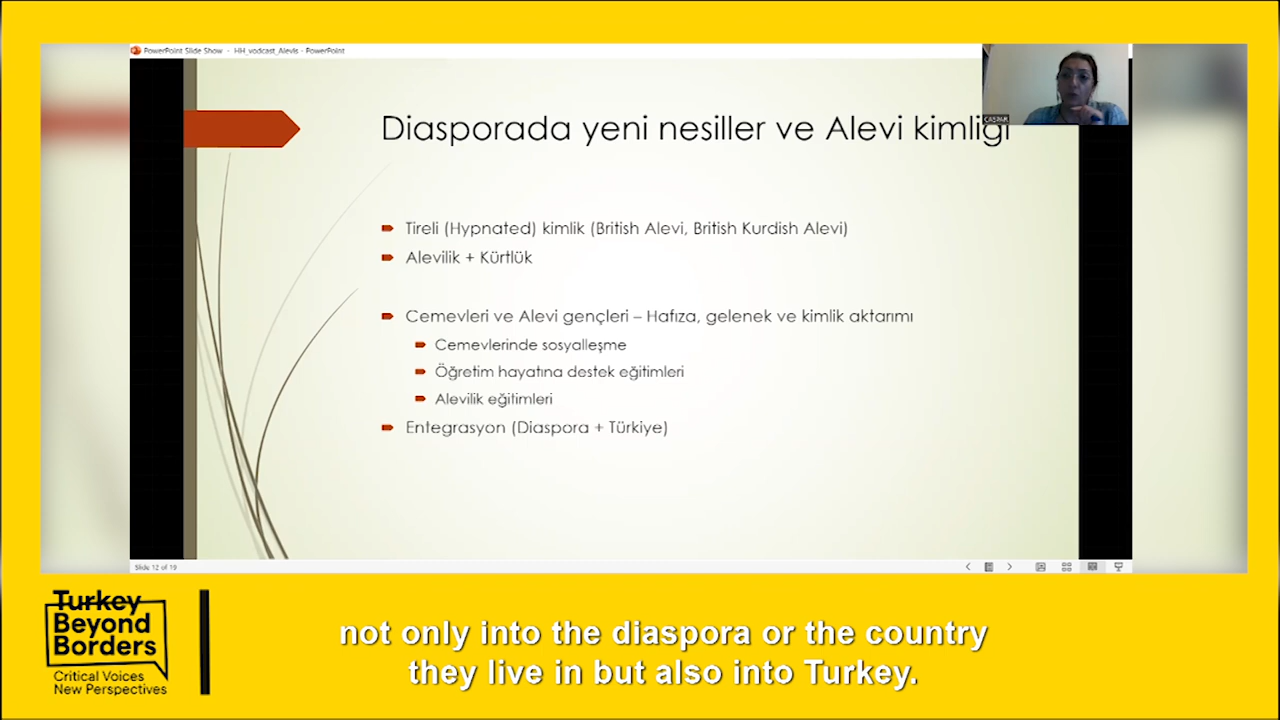 PowerPoint Slide Show - HH_vodcast_Alevis - PowerPoint
CASPAR
Diasporada yeni nesiller ve Alevi kimliği
Tireli (Hypnated) kimlik (British Alevi, British Kurdish Alevi)
Alevilik + Kürtlük
Cemevleri ve Alevi gençleri – Hafıza, gelenek ve kimlik aktarımı
Cemevlerinde sosyalleşme
Öğretim hayatına destek eğitimleri
Alevilik eğitimleri
Entegrasyon (Diaspora + Türkiye)
Slide 12 of 19
Turkey
Beyond
Borders
Critical Voices
New Perspectives
not only into the diaspora or the country
they live in but also into Turkey.